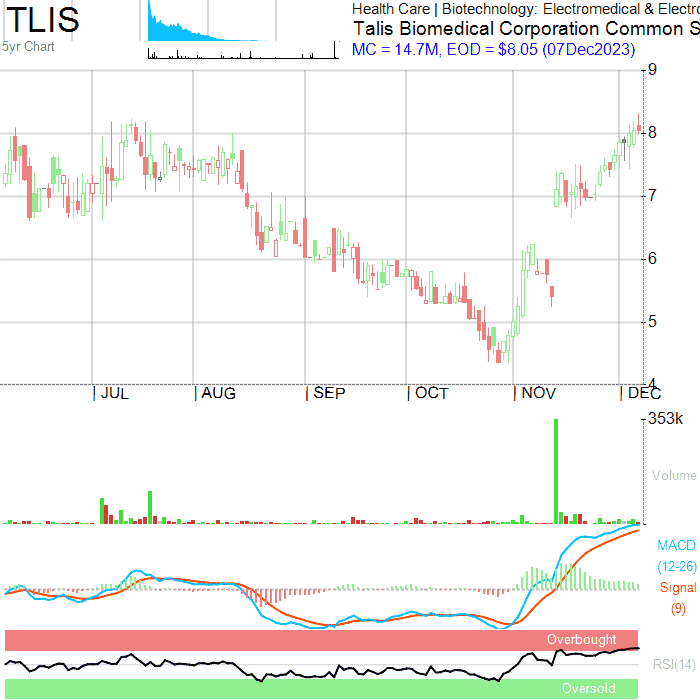 TLIS
5yr Chart
Health Care | Biotechnology: Electromedical & Electro
Talis Biomedical Corporation Common S
MC = 14.7M, EOD = $8.05 (07Dec2023)
9
8
7
6
5
4
JUL AUG SEP OCT NOV DEC
353k
Volume
MACD
(12-26)
Signal
(9)
Overbought
RSI(14)
Oversold